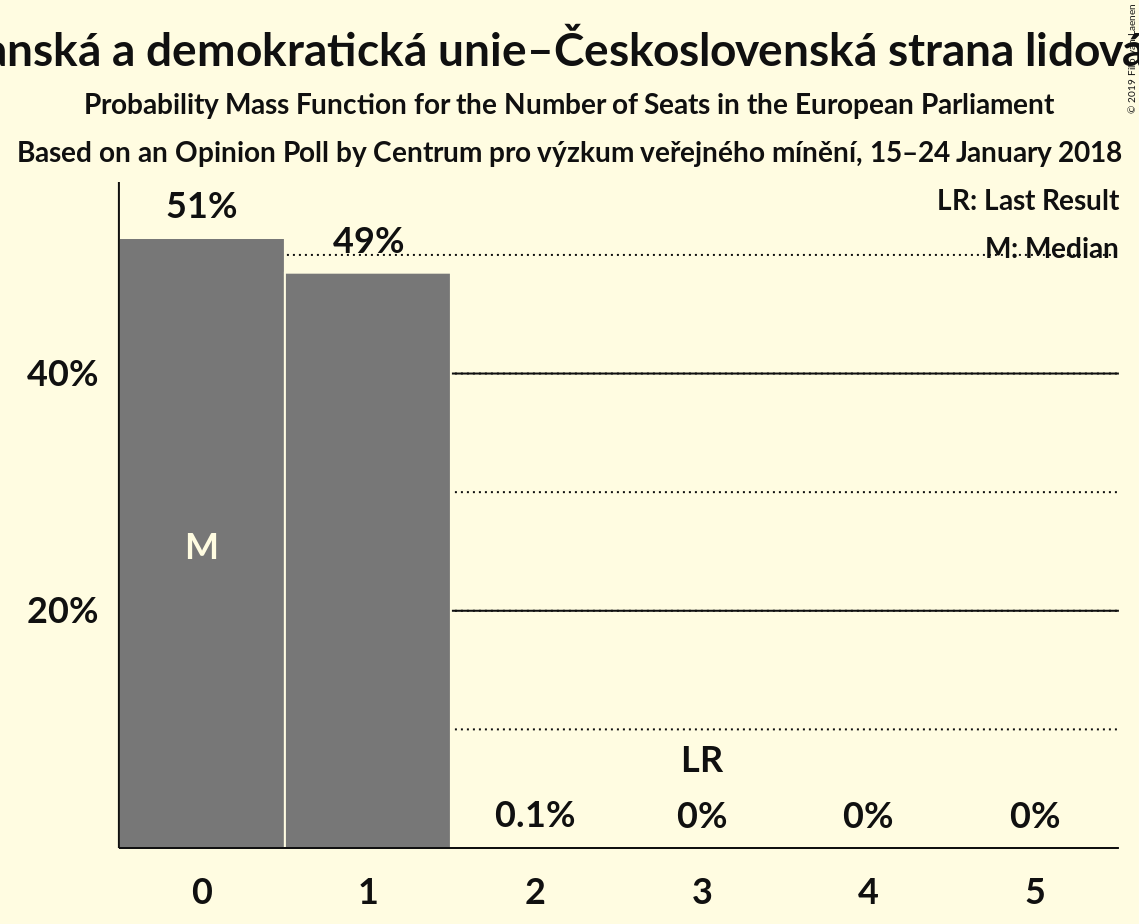 anská a demokratická unie–Československá strana lidová
Probability Mass Function for the Number of Seats in the European Parliament
Based on an Opinion Poll by Centrum pro výzkum veřejného mínění, 15–24 January 2018
LR: Last Result
M: Median
51%
49%
40%
M
20%
LR
0.1%
0%
0%
0%
0
1
2
3
4
5
© 2019